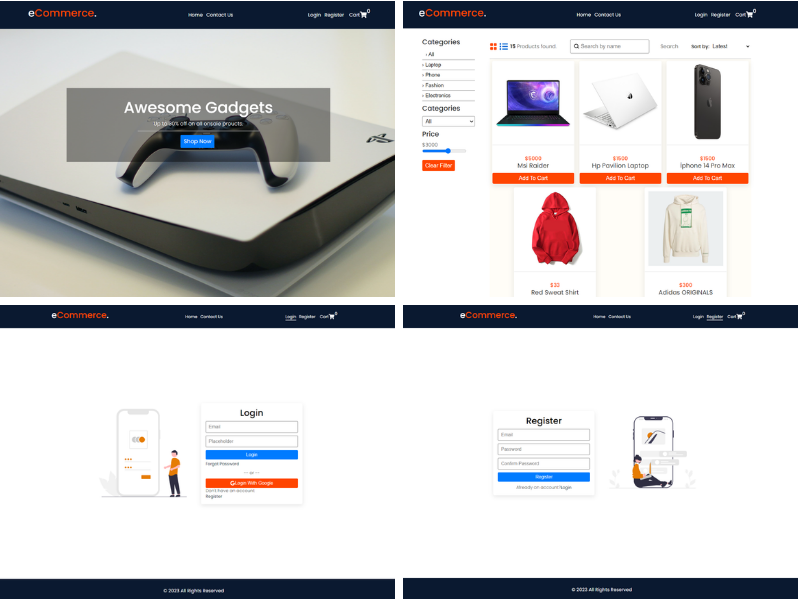 eCommerce.
Home Contact Us
Login Register Cart 0
Awesome Gadgets
Up to 50% off on all onsale proucts.
Shop Now
eCommerce.
Home Contact Us
Login Register Cart 0
Categories
› All
› Laptop
› Phone
› Fashion
› Electronics
Categories
All
Price
$3000
Clear Filter
15 Products found.
Search by name
Search
Sort by: Latest
$5000
Msi Raider
Add To Cart
$1500
Hp Pavilion Laptop
Add To Cart
$1500
iphone 14 Pro Max
Add To Cart
$33
Red Sweat Shirt
$300
Adidas ORIGINALS
eCommerce.
Home Contact Us
Login Register Cart 0
Login
Email
Placeholder
Login
Forgot Password
-- or --
Login With Google
Don't have an account
Register
© 2023 All Rights Reserved
eCommerce.
Home Contact Us
Login Register Cart 0
Register
Email
Password
Confirm Password
Register
Already an account? Login
© 2023 All Rights Reserved